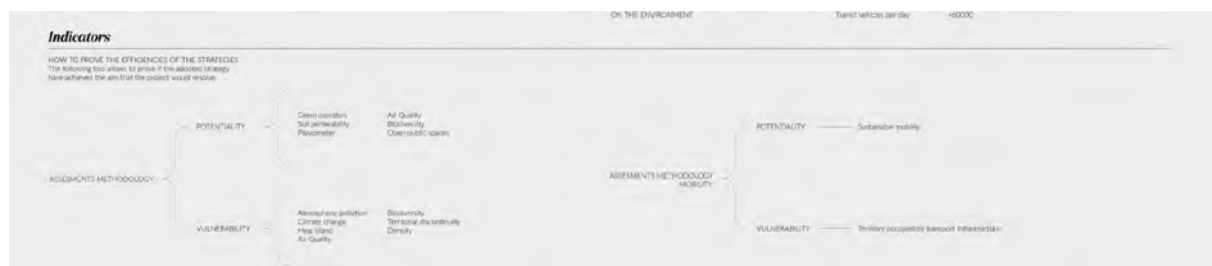 ON THE ENVIRONMENT
Transit vehicles per day >60000
Indicators
HOW TO PROVE THE EFFICIENCES OF THE STRATEGIES
The following tool allows to prove if the adopted strategy
have achieved the aim that the project would resolve
ASSESMENTS METHODOLOGY
POTENTIALITY
Green corridors
Soil permeability
Pluviometer
Air Quality
Biodiversity
Open public spaces
VULNERABILITY
Atmospheric pollution
Climate change
Heat island
Air Quality
Biodiversity
Territorial discontinuity
Density
ASSESMENTS METHODOLOGY
MOBILITY
POTENTIALITY
Sustainable mobility
VULNERABILITY
Territory occupated by transport infrastructure